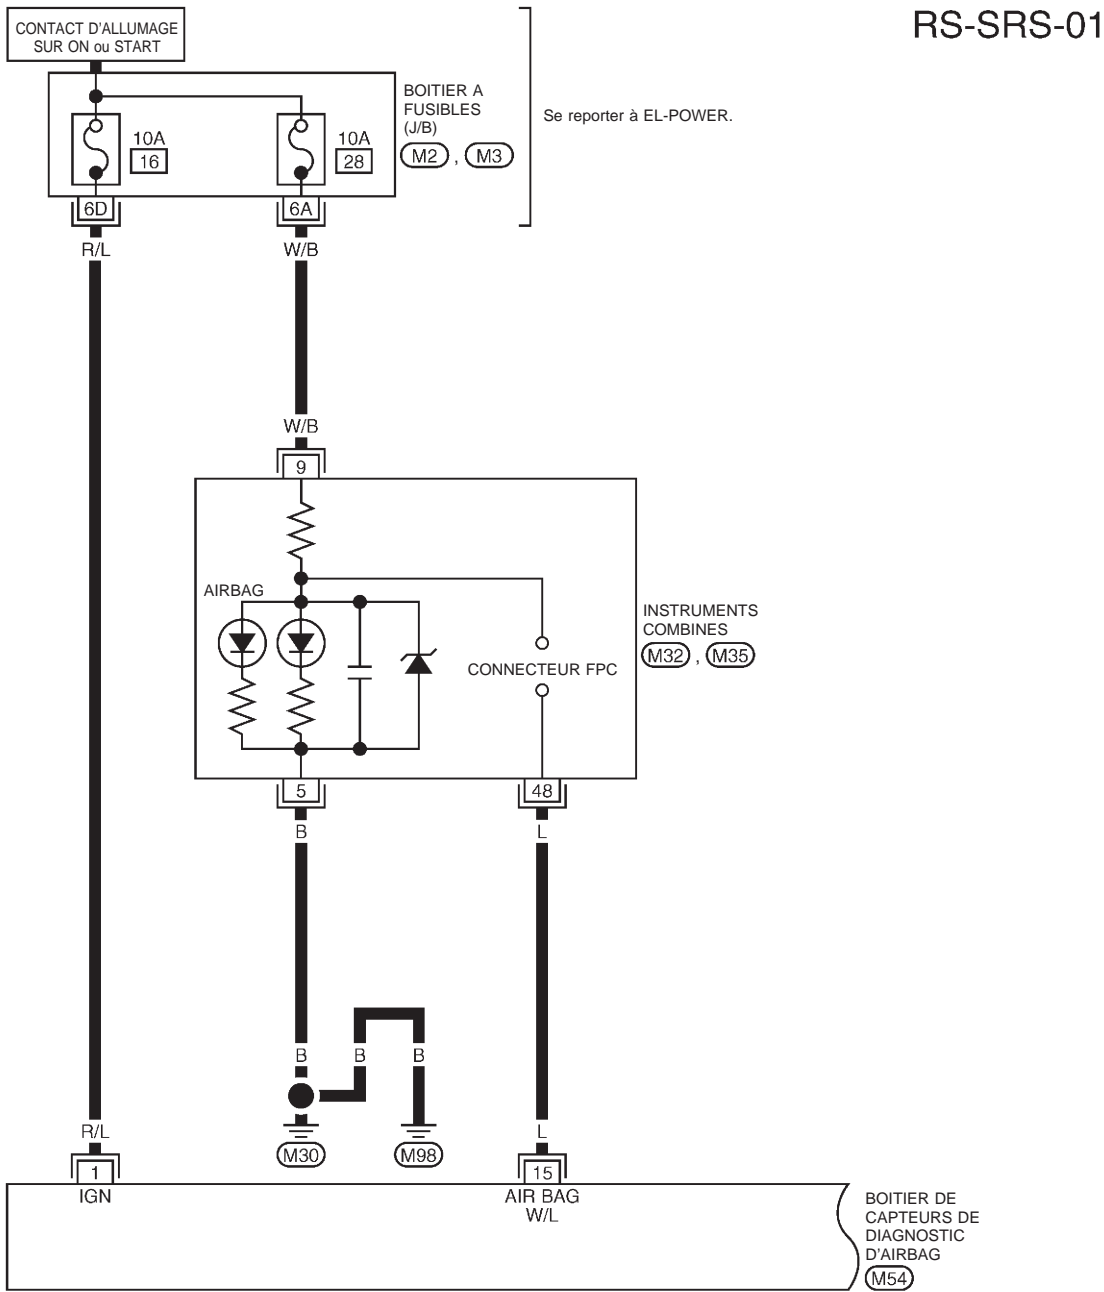 RS-SRS-01
CONTACT D'ALLUMAGE
SUR ON ou START
BOITIER A
FUSIBLES
(J/B)
M2 , M3
Se reporter à EL-POWER.
10A
16
10A
28
6D
6A
R/L
W/B
W/B
9
AIRBAG
CONNECTEUR FPC
INSTRUMENTS
COMBINES
M32 , M35
5
48
B
L
B
B
B
R/L
L
M30
M98
1
15
IGN
AIR BAG
W/L
BOITIER DE
CAPTEURS DE
DIAGNOSTIC
D'AIRBAG
M54